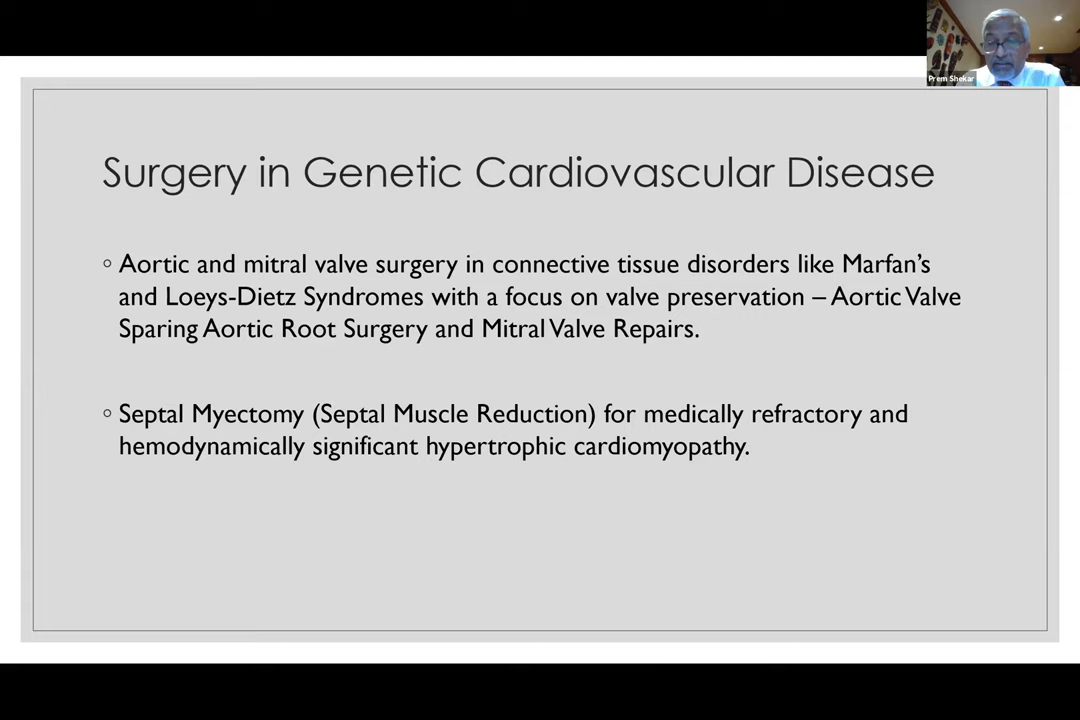 Prem Shekar
Surgery in Genetic Cardiovascular Disease
◦ Aortic and mitral valve surgery in connective tissue disorders like Marfan’s
and Loeys-Dietz Syndromes with a focus on valve preservation – Aortic Valve
Sparing Aortic Root Surgery and Mitral Valve Repairs.
◦ Septal Myectomy (Septal Muscle Reduction) for medically refractory and
hemodynamically significant hypertrophic cardiomyopathy.